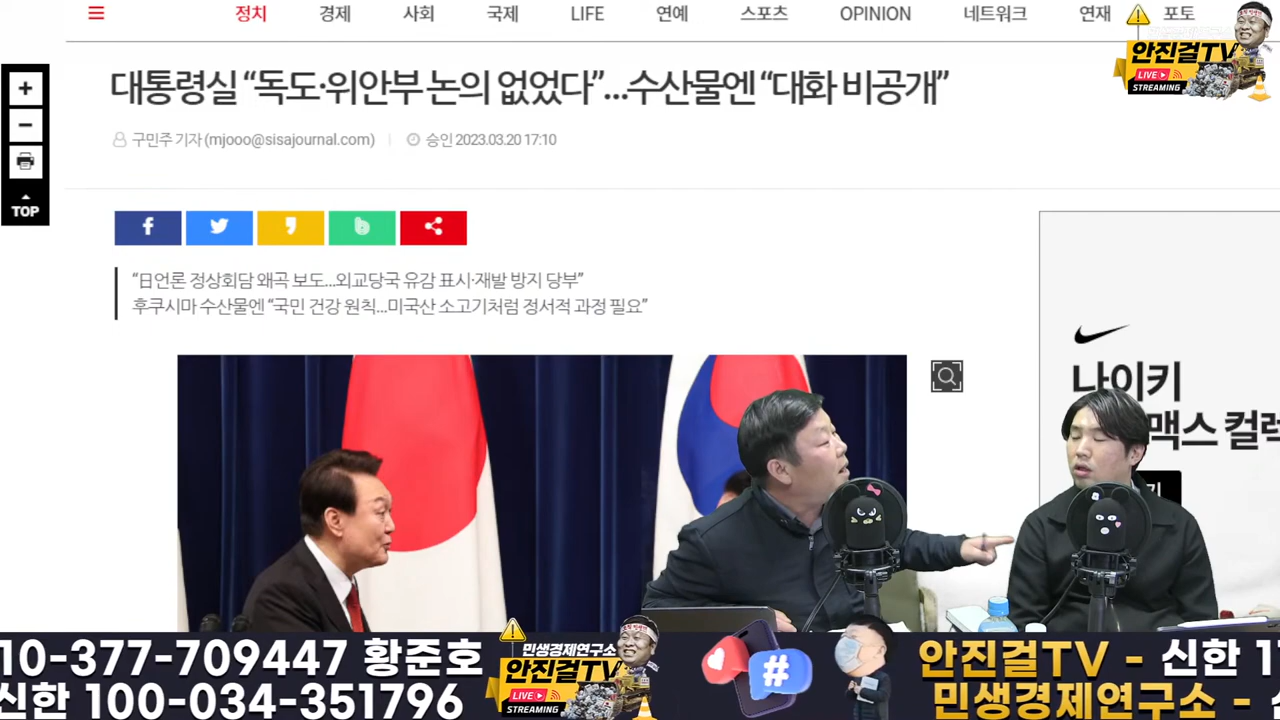 정치 경제 사회 국제 LIFE 연예 스포츠 OPINION 네트워크 연재 포토
안진걸TV
LIVE
STREAMING
대통령실 “독도·위안부 논의 없었다”…수산물엔 “대화 비공개”
구민주 기자 (mjooo@sisajournal.com) 승인 2023.03.20 17:10
TOP
“日언론 정상회담 왜곡 보도…외교당국 유감 표시·재발 방지 당부”
후쿠시마 수산물엔 “국민 건강 원칙…미국산 소고기처럼 정서적 과정 필요”
나이키
맥스 컬러
기
10-377-709447 황준호
신한 100-034-351796
민생경제연구소
안진걸TV
LIVE
STREAMING
#
안진걸TV - 신한 1
민생경제연구소 -